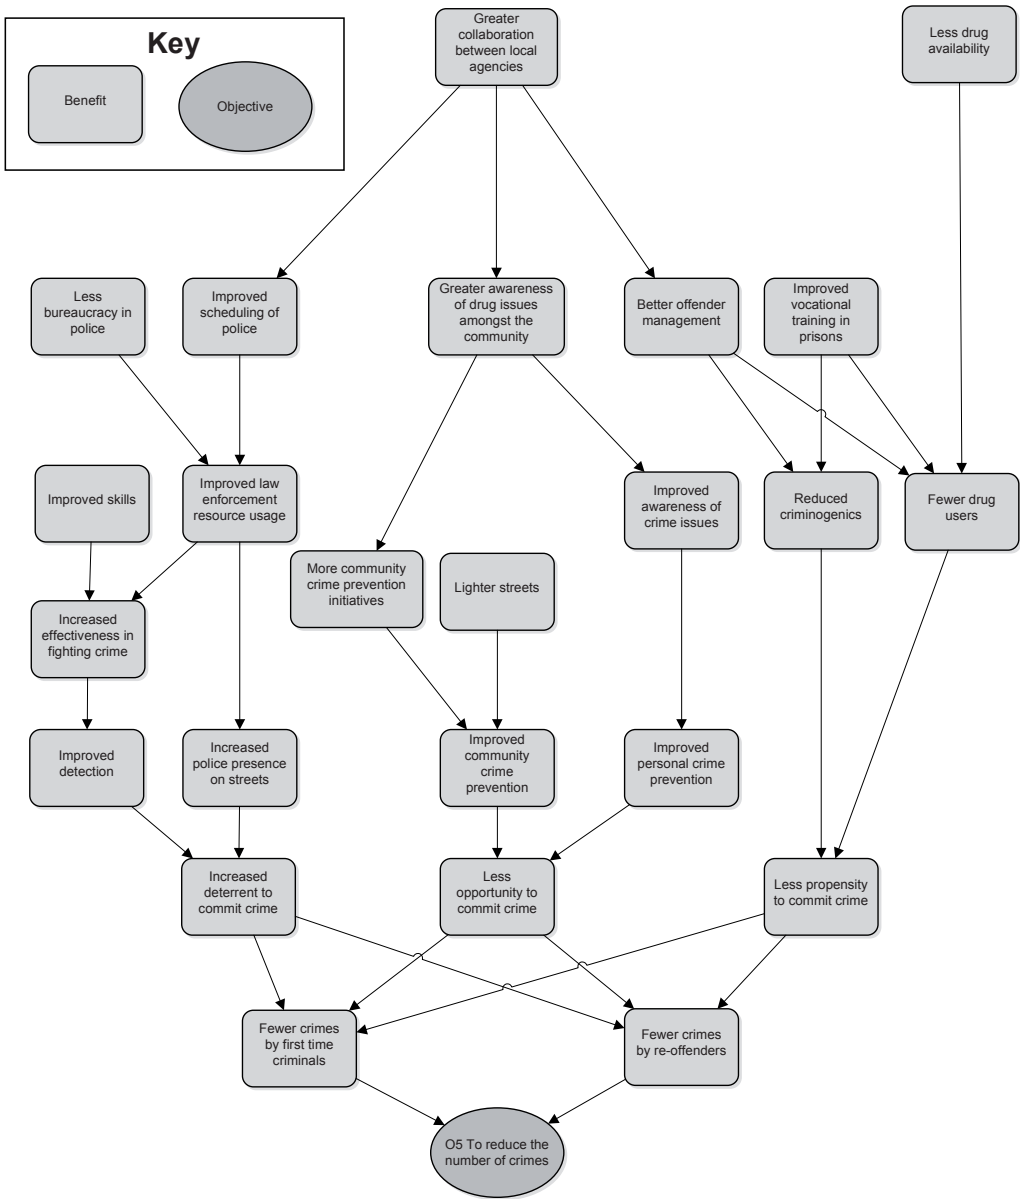 Key
Benefit
Objective
Greater
collaboration
between local
agencies
Less drug
availability
Less
bureaucracy in
police
Improved
scheduling of
police
Greater awareness
of drug issues
amongst the
community
Better offender
management
Improved
vocational
training in
prisons
Improved skills
Improved law
enforcement
resource usage
Improved
awareness of
crime issues
Reduced
criminogenics
Fewer drug
users
More community
crime prevention
initiatives
Lighter streets
Increased
effectiveness in
fighting crime
Improved
detection
Increased
police presence
on streets
Improved
community
crime
prevention
Improved
personal crime
prevention
Increased
deterrent to
commit crime
Less
opportunity to
commit crime
Less propensity
to commit crime
Fewer crimes
by first time
criminals
Fewer crimes
by re-offenders
O5 To reduce the
number of crimes